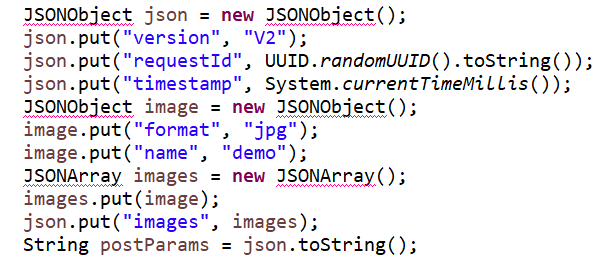 JSONObject json = new JSONObject();
json.put("version", "V2");
json.put("requestId", UUID.randomUUID().toString());
json.put("timestamp", System.currentTimeMillis());
JSONObject image = new JSONObject();
image.put("format", "jpg");
image.put("name", "demo");
JSONArray images = new JSONArray();
images.put(image);
json.put("images", images);
String postParams = json.toString();